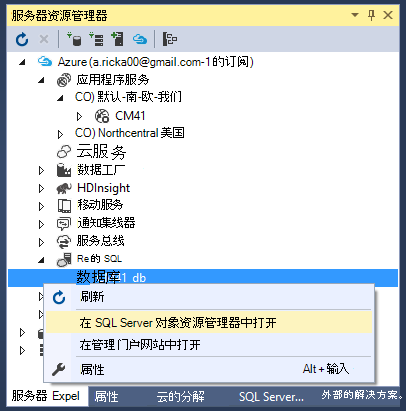 服务器资源管理器
Azure (a.ricka00@gmail.com-1的订阅)
应用程序服务
CO) 默认-南-欧-我们
CM41
CO) Northcentral 美国
云服务
数据工厂
HDInsight
移动服务
通知集线器
服务总线
Re的 SQL
数据库1_db
刷新
在 SQL Server 对象资源管理器中打开
在管理门户网站中打开
属性 Alt+输入
服务器 Expel 属性 云的分解 SQL Server... 外部的解决方案。